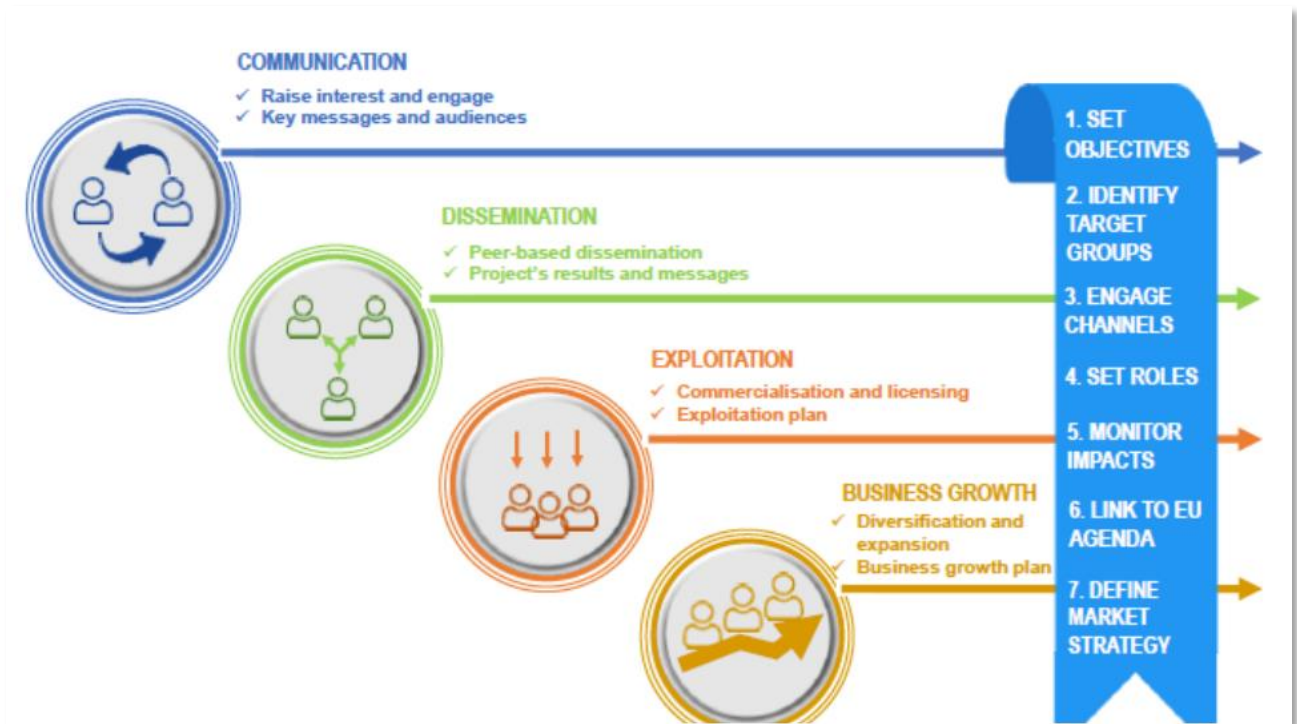 COMMUNICATION
✓ Raise interest and engage
✓ Key messages and audiences
DISSEMINATION
✓ Peer-based dissemination
✓ Project's results and messages
EXPLOITATION
✓ Commercialisation and licensing
✓ Exploitation plan
BUSINESS GROWTH
✓ Diversification and
expansion
✓ Business growth plan
1. SET
OBJECTIVES
2. IDENTIFY
TARGET
GROUPS
3. ENGAGE
CHANNELS
4. SET ROLES
5. MONITOR
IMPACTS
6. LINK TO EU
AGENDA
7. DEFINE
MARKET
STRATEGY